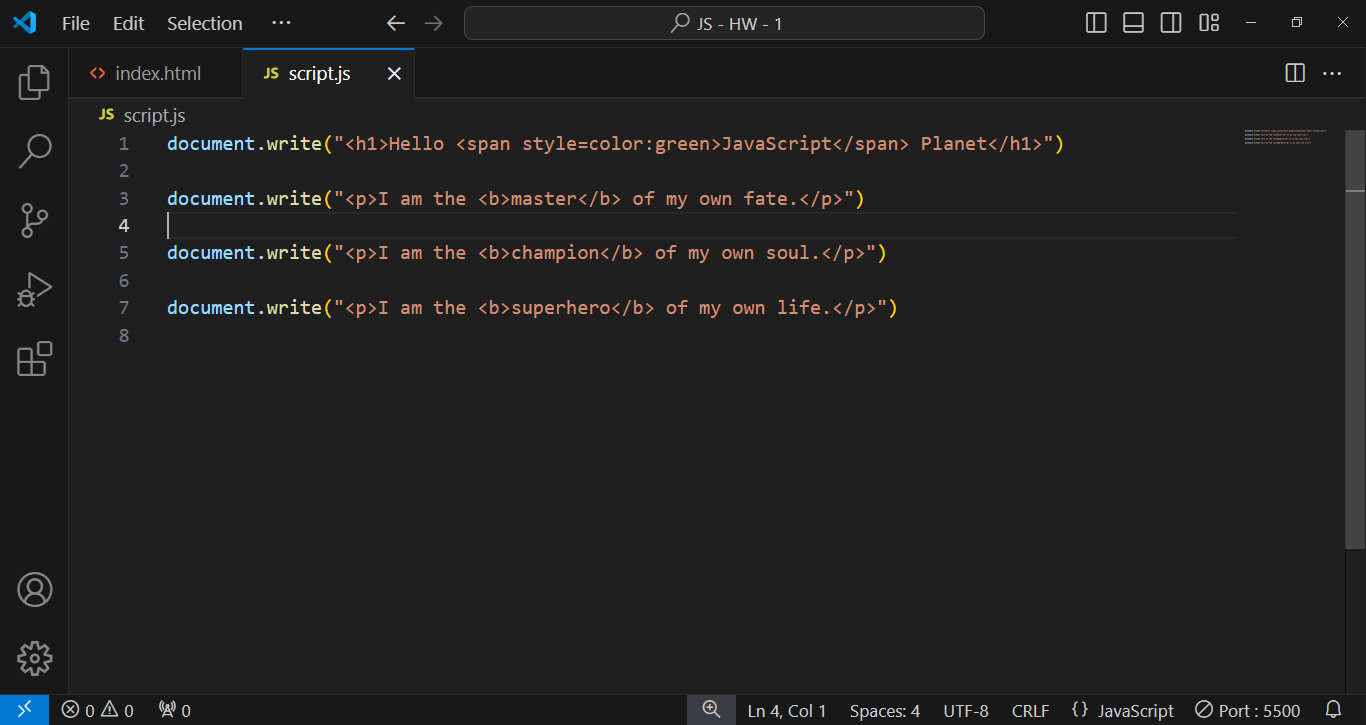 File Edit Selection ··· JS - HW - 1
index.html script.js
JS script.js
1 document.write("<h1>Hello <span style=color:green>JavaScript</span> Planet</h1>")
2
3 document.write("<p>I am the <b>master</b> of my own fate.</p>")
4
5 document.write("<p>I am the <b>champion</b> of my own soul.</p>")
6
7 document.write("<p>I am the <b>superhero</b> of my own life.</p>")
8
0 0 0 Ln 4, Col 1 Spaces: 4 UTF-8 CRLF {} JavaScript Port : 5500